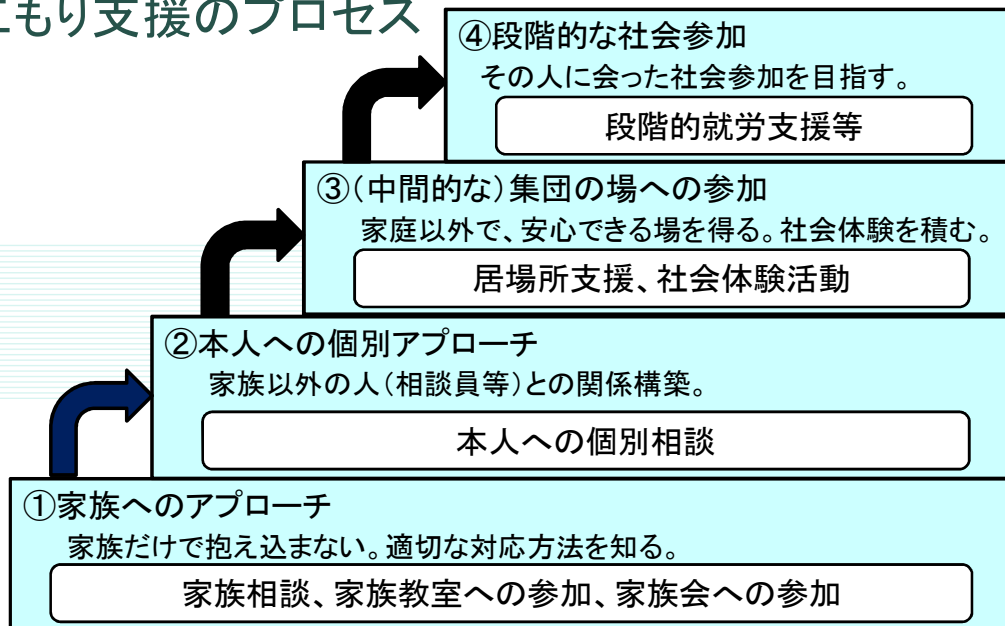 こもり支援のプロセス
④段階的な社会参加
その人に会った社会参加を目指す。
段階的就労支援等
③(中間的な)集団の場への参加
家庭以外で、安心できる場を得る。社会体験を積む。
居場所支援、社会体験活動
②本人への個別アプローチ
家族以外の人(相談員等)との関係構築。
本人への個別相談
①家族へのアプローチ
家族だけで抱え込まない。適切な対応方法を知る。
家族相談、家族教室への参加、家族会への参加